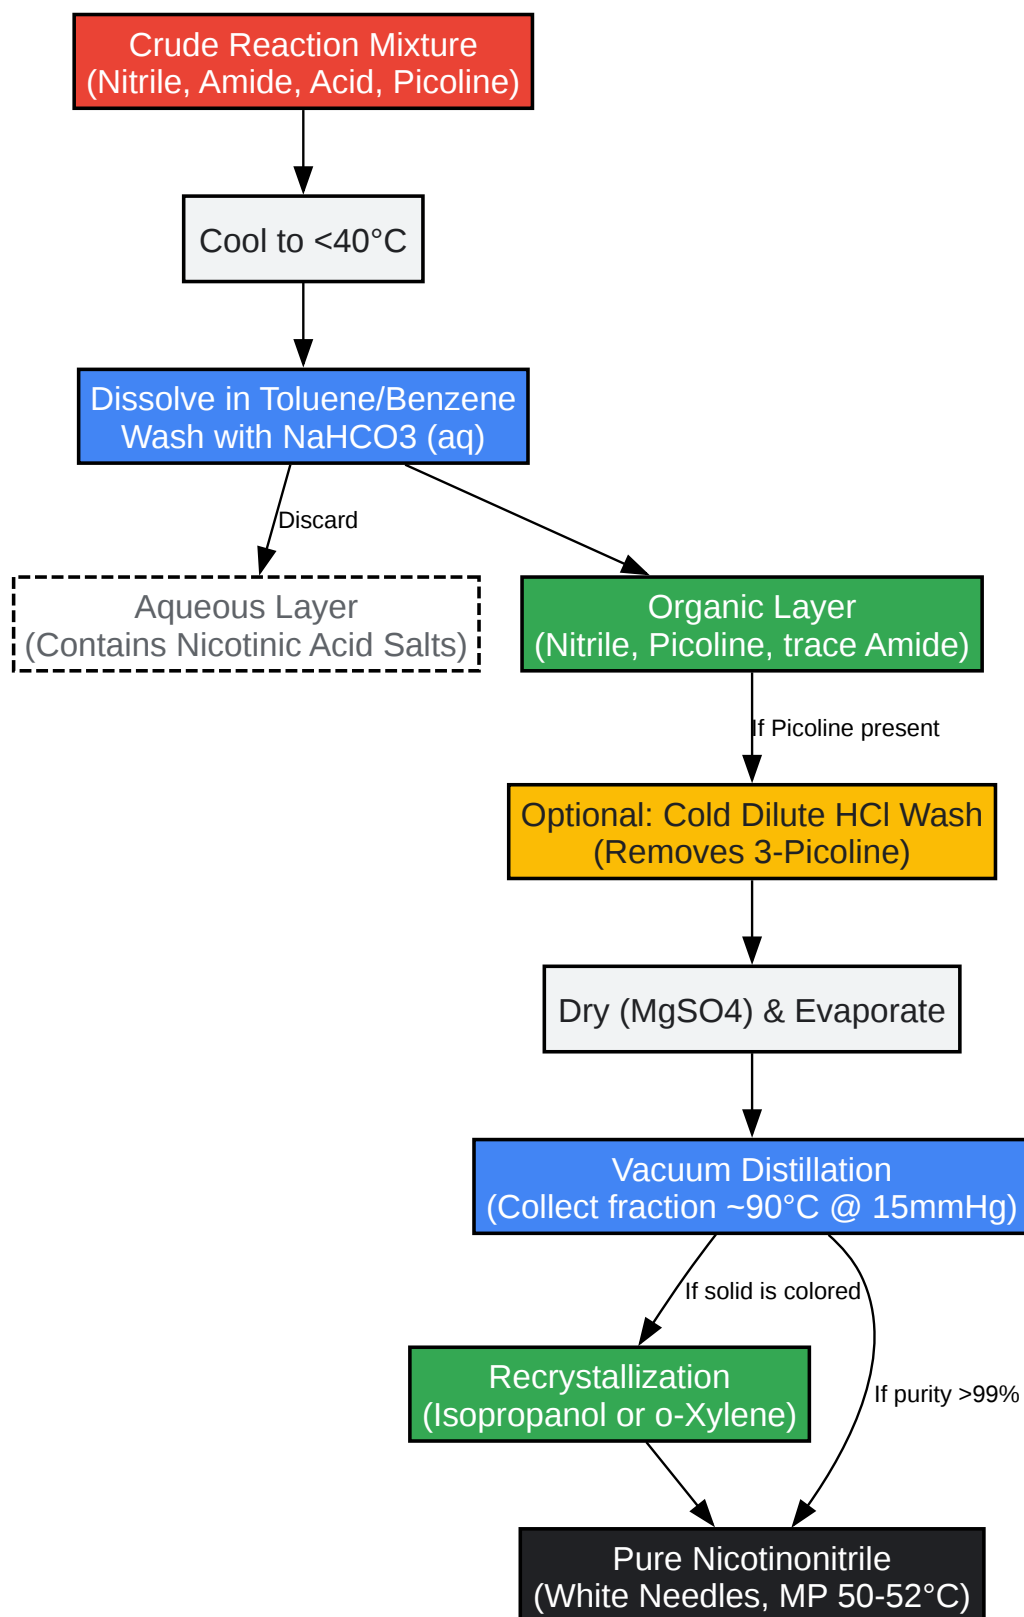 Crude Reaction Mixture
(Nitrile, Amide, Acid, Picoline)
Cool to <40°C
Dissolve in Toluene/Benzene
Wash with NaHCO3 (aq)
Discard
Aqueous Layer
(Contains Nicotinic Acid Salts)
Organic Layer
(Nitrile, Picoline, trace Amide)
If Picoline present
Optional: Cold Dilute HCl Wash
(Removes 3-Picoline)
Dry (MgSO4) & Evaporate
Vacuum Distillation
(Collect fraction ~90°C @ 15mmHg)
If solid is colored
Recrystallization
(Isopropanol or o-Xylene)
If purity >99%
Pure Nicotinonitrile
(White Needles, MP 50-52°C)